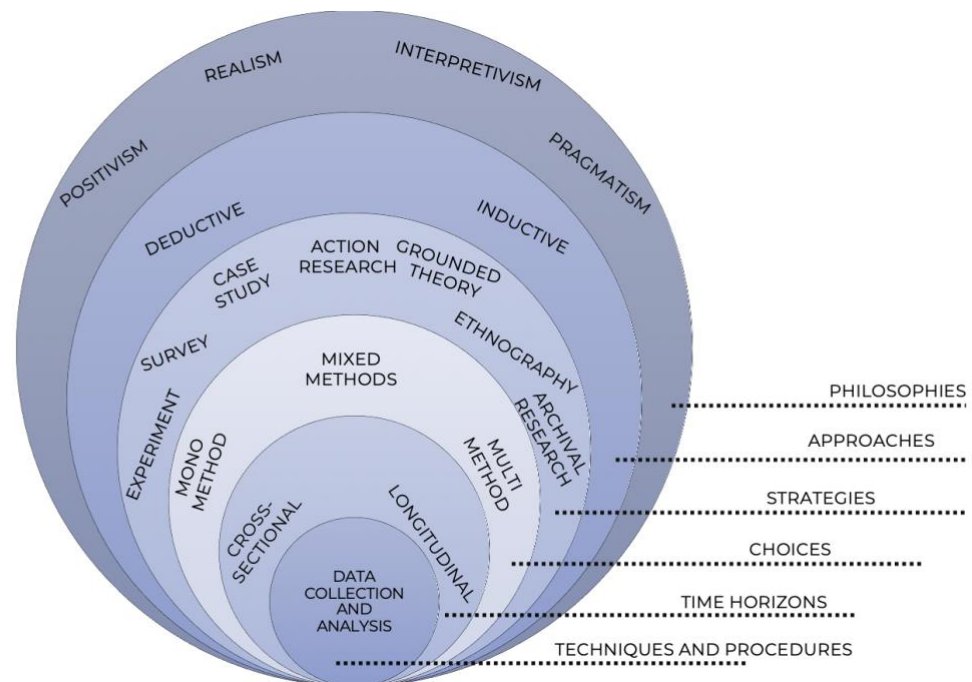 REALISM
INTERPRETIVISM
POSITIVISM
PRAGMATISM
DEDUCTIVE
INDUCTIVE
ACTION
RESEARCH
GROUNDED
THEORY
CASE
STUDY
ETHNOGRAPHY
SURVEY
MIXED
METHODS
EXPERIMENT
ARCHIVAL
RESEARCH
MONO
METHOD
MULTI
METHOD
CROSS-
SECTIONAL
LONGITUDINAL
DATA
COLLECTION
AND
ANALYSIS
PHILOSOPHIES
APPROACHES
STRATEGIES
CHOICES
TIME HORIZONS
TECHNIQUES AND PROCEDURES